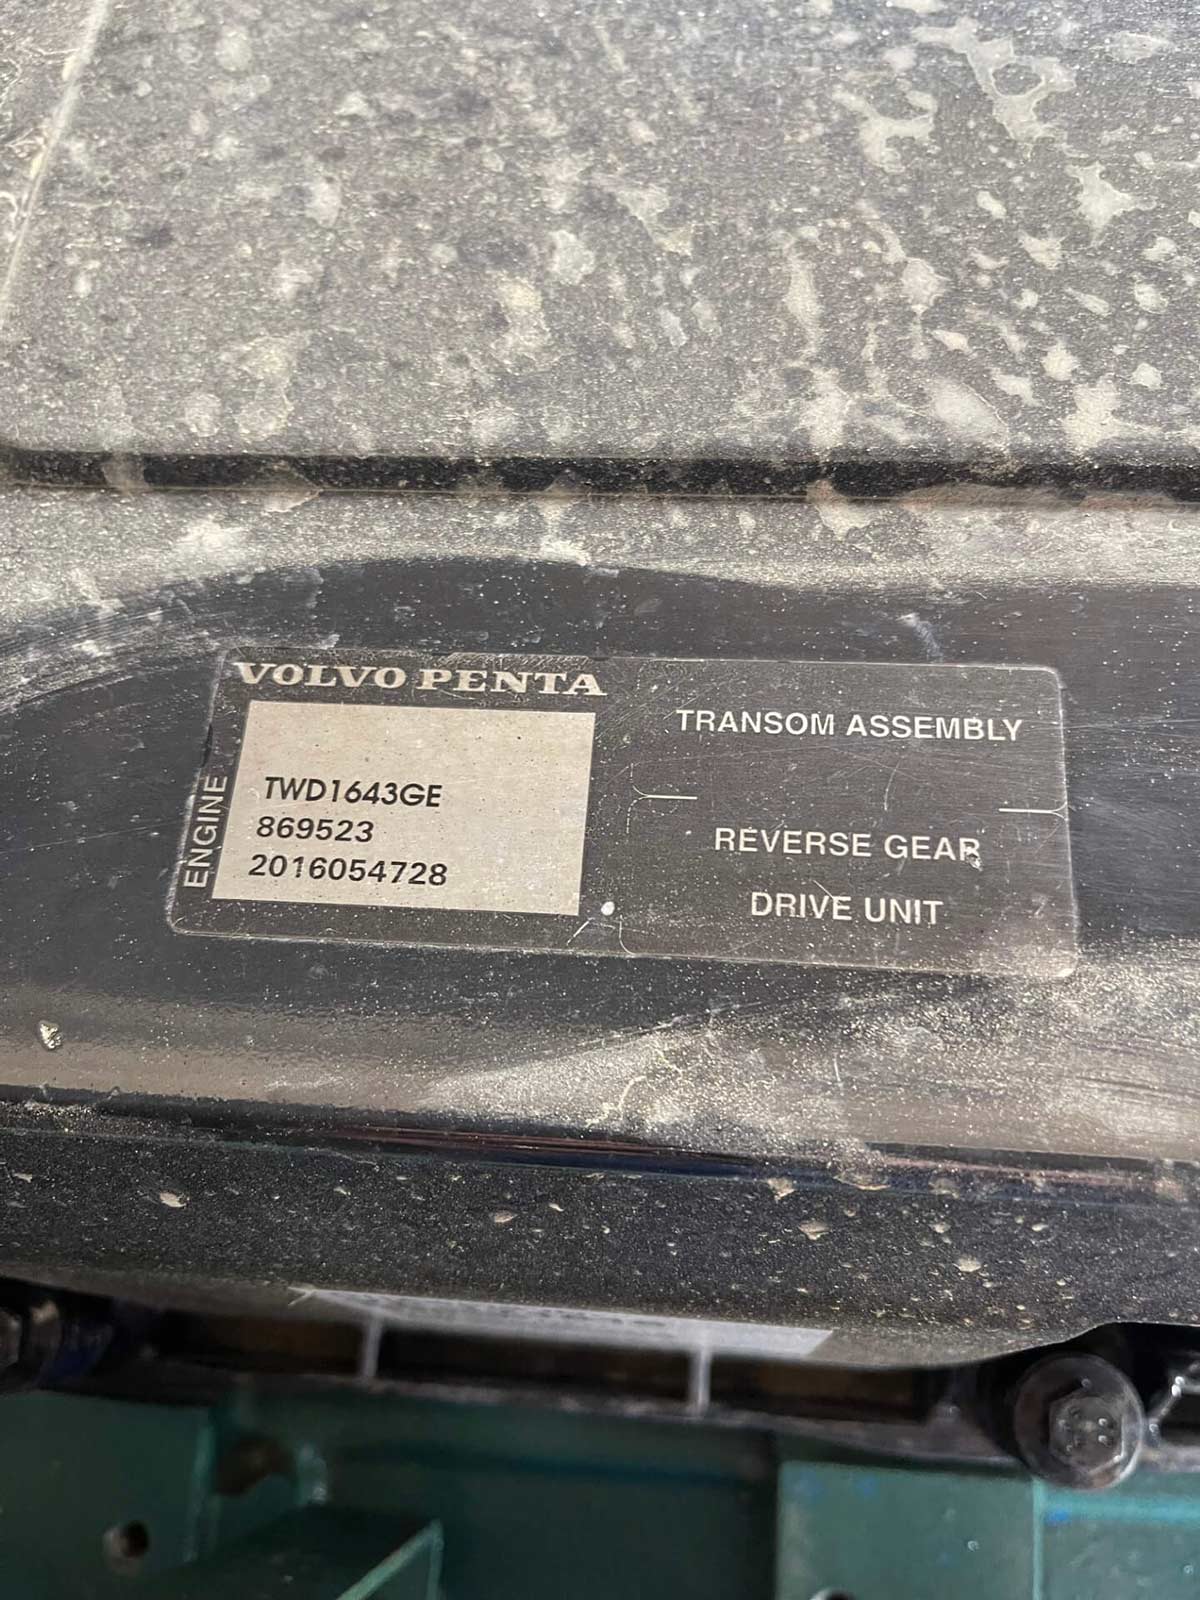 VOLVO PENTA
ENGINE
TWD1643GE
869523
2016054728
TRANSOM ASSEMBLY
REVERSE GEAR
DRIVE UNIT